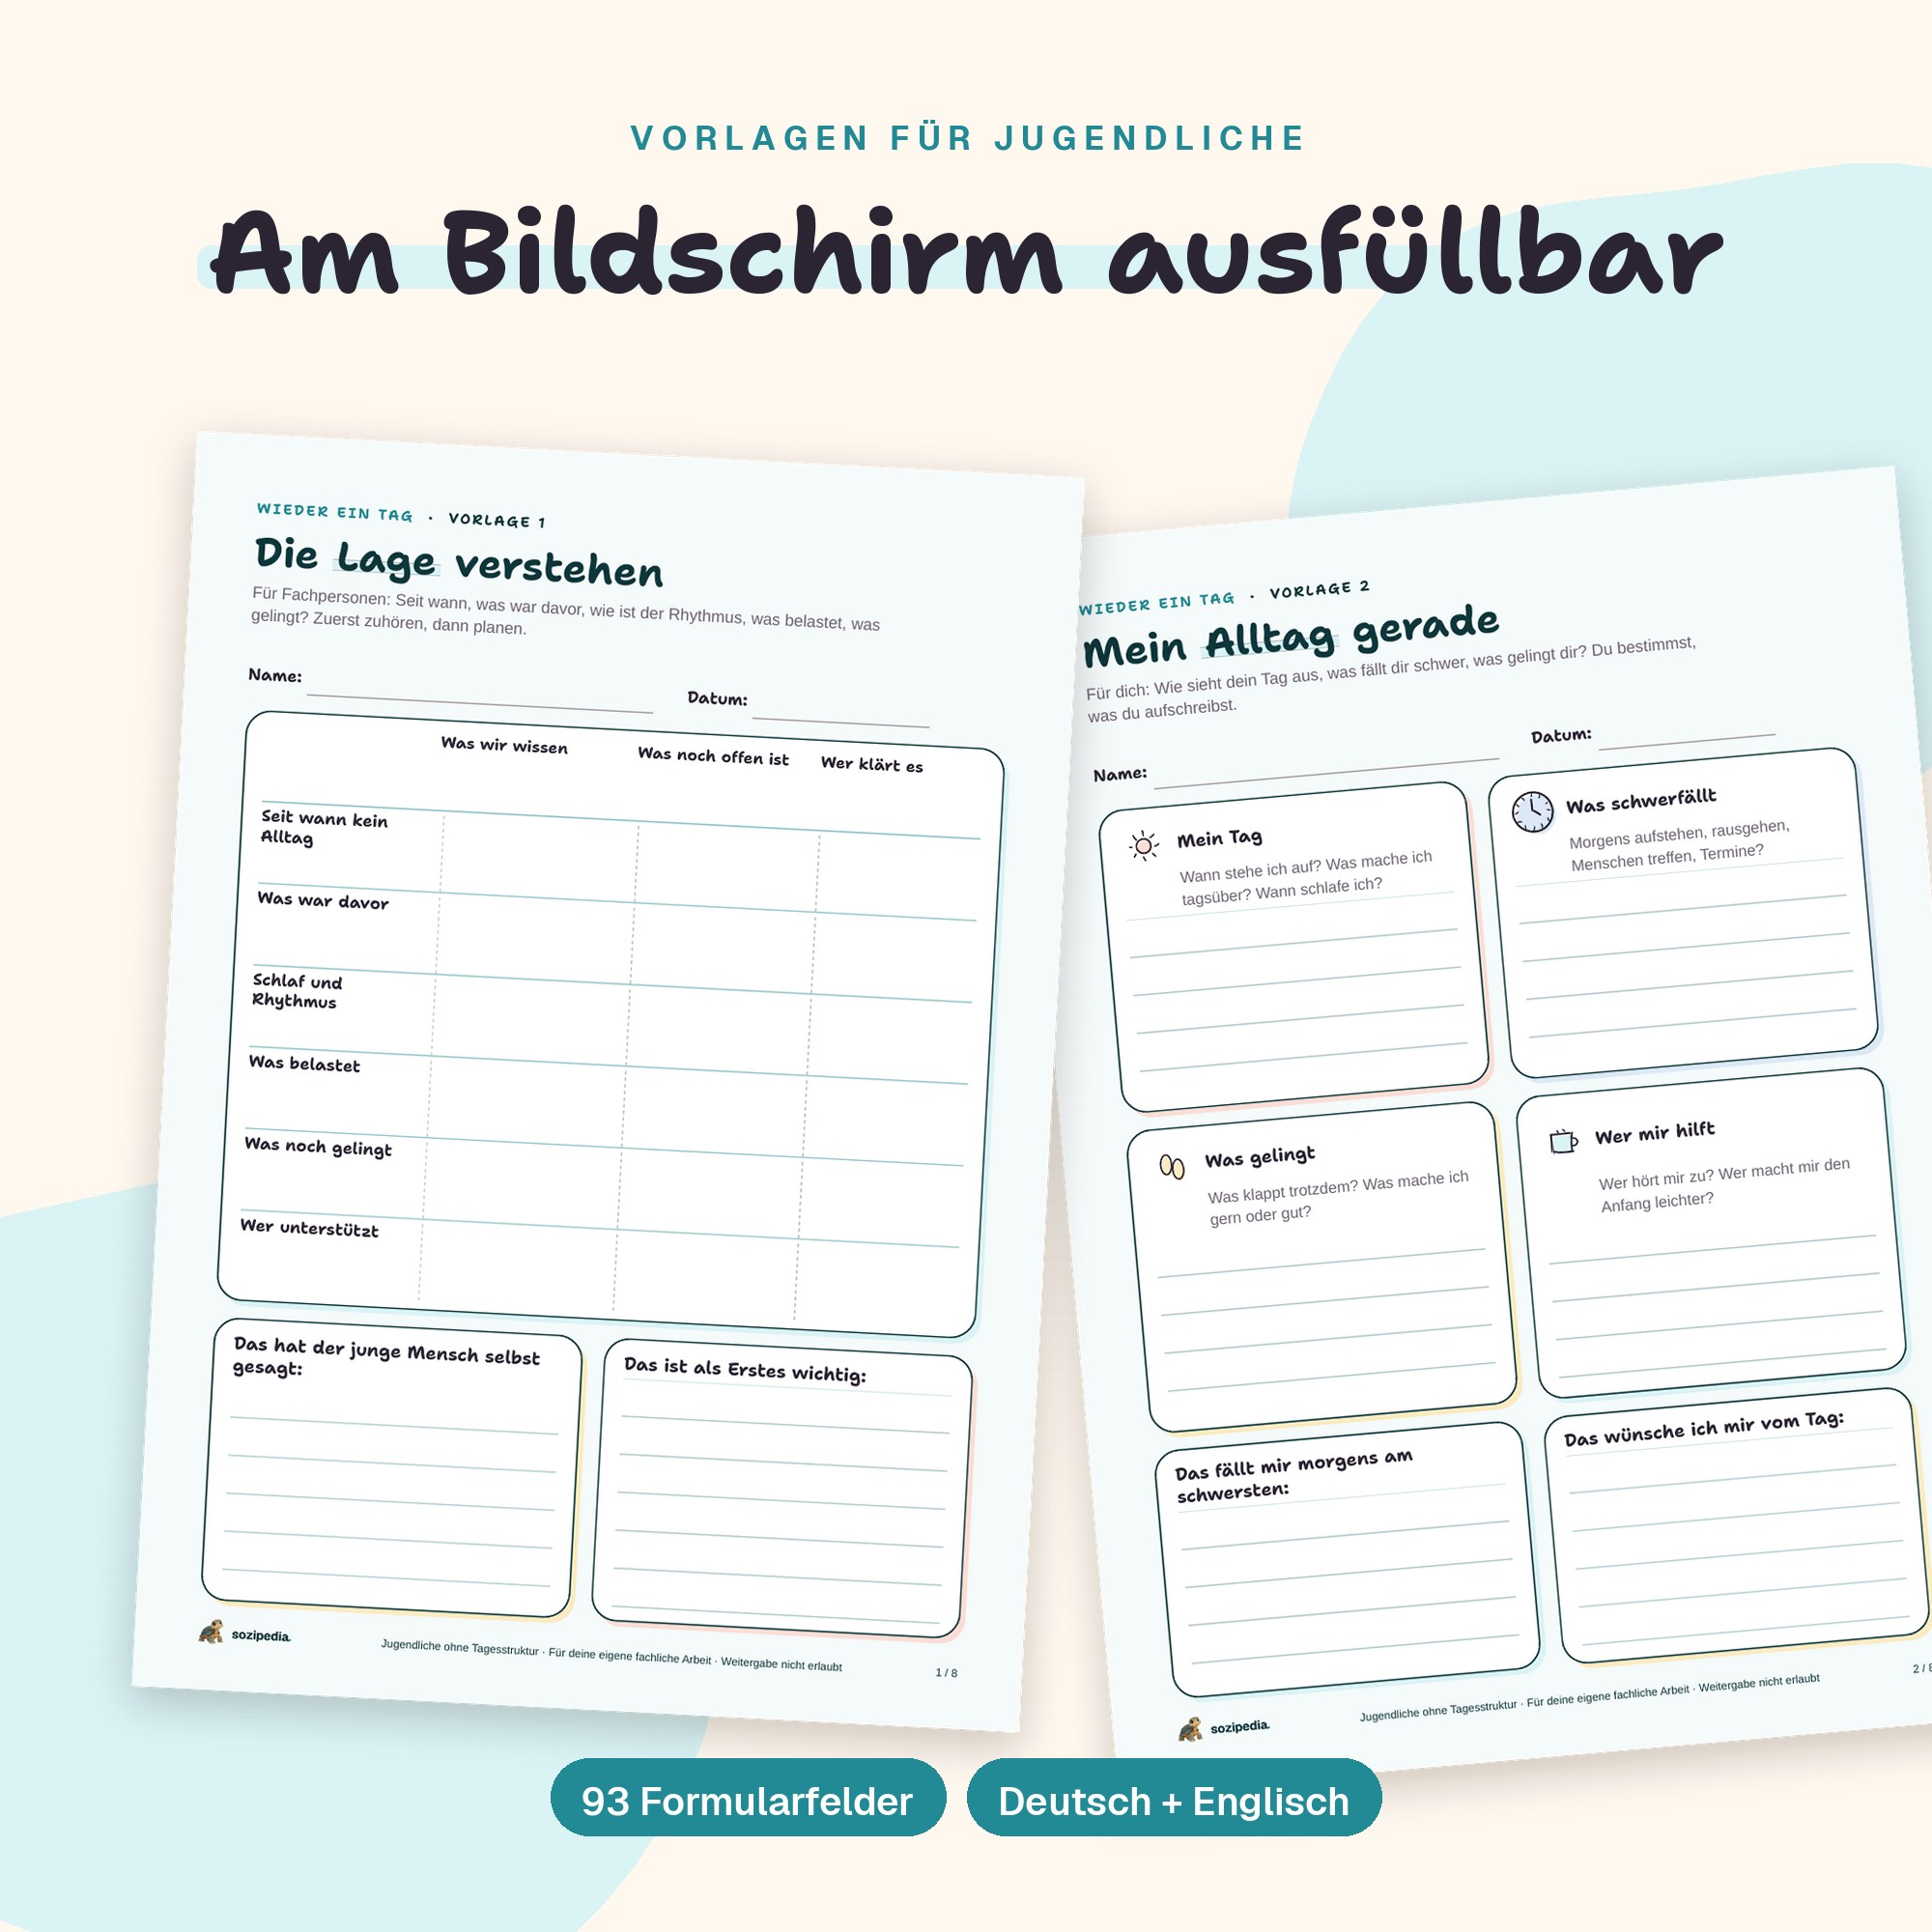 VORLAGEN FÜR JUGENDLICHE
Am Bildschirm ausfüllbar
WIEDER EIN TAG · VORLAGE 1
Die Lage verstehen
Für Fachpersonen: Seit wann, was war davor, wie ist der Rhythmus, was belastet, was
gelingt? Zuerst zuhören, dann planen.
Name:
Datum:
Was wir wissen
Was noch offen ist
Wer klärt es
Seit wann kein
Alltag
Was war davor
Schlaf und
Rhythmus
Was belastet
Was noch gelingt
Wer unterstützt
Das hat der junge Mensch selbst
gesagt:
Das ist als Erstes wichtig:
sozipedia.
Jugendliche ohne Tagesstruktur · Für deine eigene fachliche Arbeit · Weitergabe nicht erlaubt
1 / 8
WIEDER EIN TAG · VORLAGE 2
Mein Alltag gerade
Für dich: Wie sieht dein Tag aus, was fällt dir schwer, was gelingt dir? Du bestimmst,
was du aufschreibst.
Name:
Datum:
Mein Tag
Wann stehe ich auf? Was mache ich
tagsüber? Wann schlafe ich?
Was schwerfällt
Morgens aufstehen, rausgehen,
Menschen treffen, Termine?
Was gelingt
Was klappt trotzdem? Was mache ich
gern oder gut?
Wer mir hilft
Wer hört mir zu? Wer macht mir den
Anfang leichter?
Das fällt mir morgens am
schwersten:
Das wünsche ich mir vom Tag:
sozipedia.
Jugendliche ohne Tagesstruktur · Für deine eigene fachliche Arbeit · Weitergabe nicht erlaubt
2 / 8
93 Formularfelder
Deutsch + Englisch